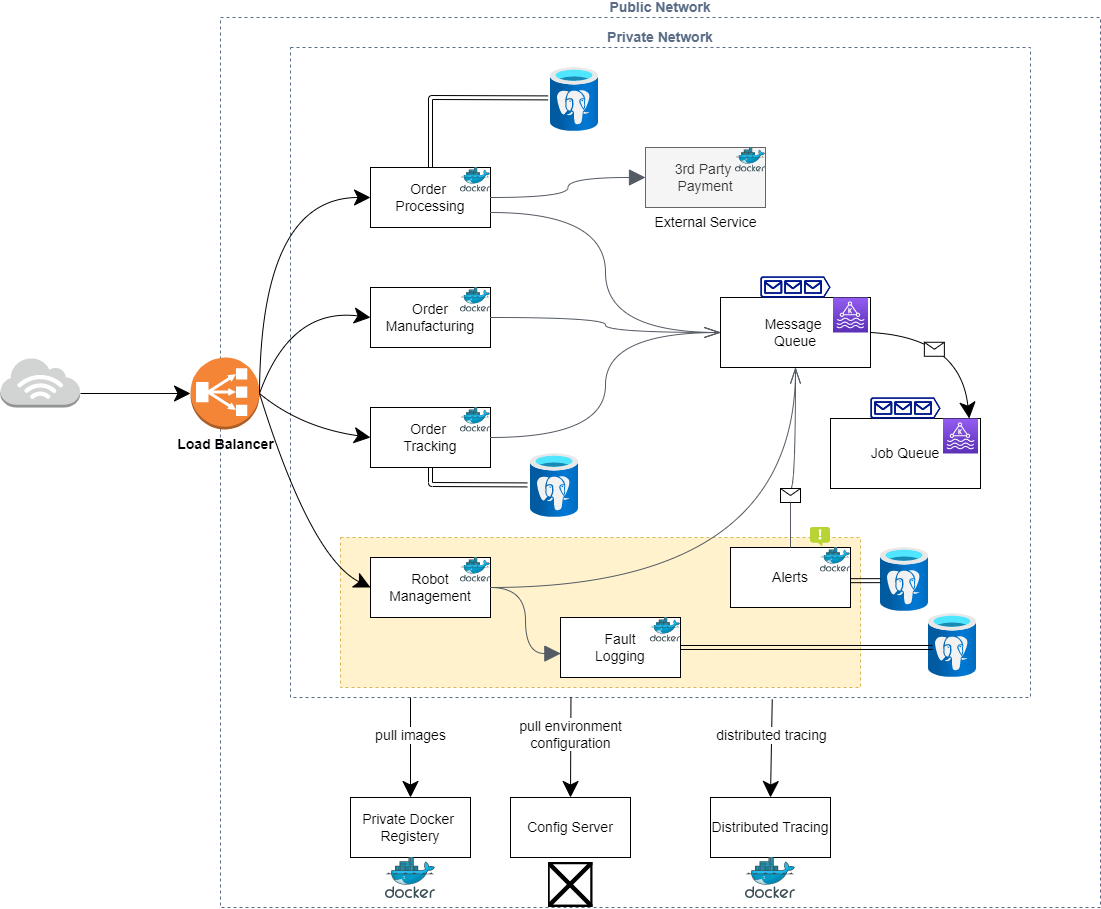 Public Network
Private Network
Order
Processing
docker
3rd Party
Payment
docker
External Service
Order
Manufacturing
docker
Message
Queue
K
Load Balancer
Order
Tracking
docker
Job Queue
K
!
Robot
Management
docker
Alerts
docker
Fault
Logging
docker
pull images
pull environment
configuration
distributed tracing
Private Docker
Registery
docker
Config Server
Distributed Tracing
docker